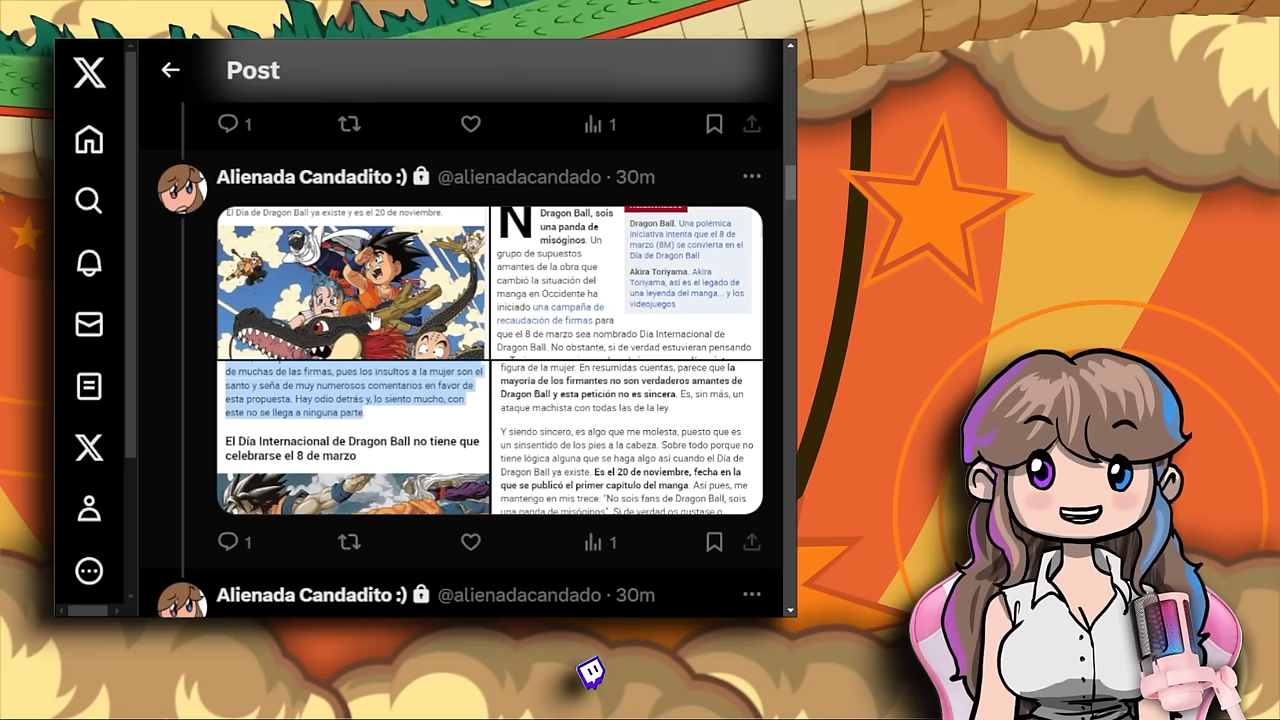 Post
1
1
Alienada Candadito :) @alienadacandado · 30m
El Día de Dragon Ball ya existe y es el 20 de noviembre.
N Dragon Ball, sois
una panda de
misóginos. Un
grupo de supuestos
amantes de la obra que
cambió la situación del
manga en Occidente ha
iniciado una campaña de
recaudación de firmas para
que el 8 de marzo sea nombrado Día Internacional de
Dragon Ball. No obstante, si de verdad estuvieran pensando
Dragon Ball. Una polémica
iniciativa intenta que el 8 de
marzo (8M) se convierta en el
Día de Dragon Ball
Akira Toriyama. Akira
Toriyama, así es el legado de
una leyenda del manga... y los
videojuegos
de muchas de las firmas, pues los insultos a la mujer son el
santo y seña de muy numerosos comentarios en favor de
esta propuesta. Hay odio detrás y, lo siento mucho, con
este no se llega a ninguna parte.
El Día Internacional de Dragon Ball no tiene que
celebrarse el 8 de marzo
figura de la mujer. En resumidas cuentas, parece que la
mayoría de los firmantes no son verdaderos amantes de
Dragon Ball y esta petición no es sincera. Es, sin más, un
ataque machista con todas las de la ley.
Y siendo sincero, es algo que me molesta, puesto que es
un sinsentido de los pies a la cabeza. Sobre todo porque no
tiene lógica alguna que se haga algo así cuando el Día de
Dragon Ball ya existe. Es el 20 de noviembre, fecha en la
que se publicó el primer capítulo del manga. Así pues, me
mantengo en mis trece: "No sois fans de Dragon Ball, sois
una panda de misóginos". Si de verdad os gustase o
1
1
Alienada Candadito :) @alienadacandado · 30m